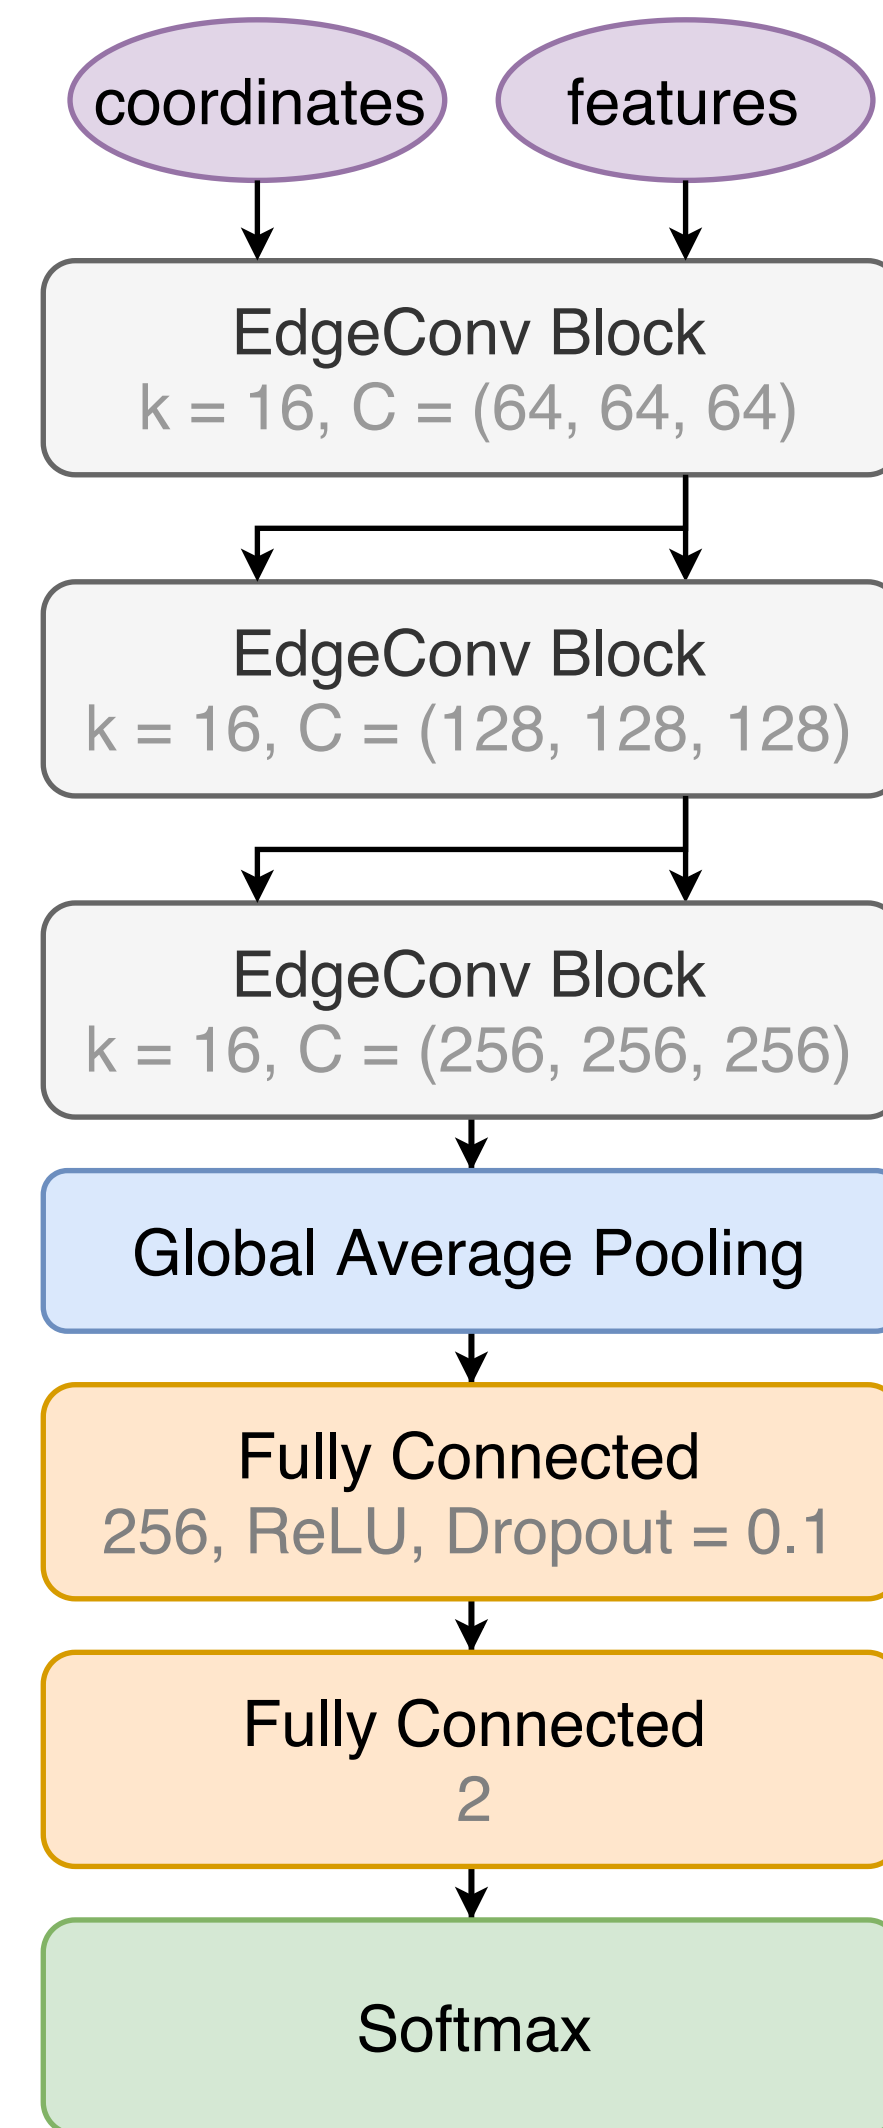 coordinates
features
EdgeConv Block
k = 16, C = (64, 64, 64)
EdgeConv Block
k = 16, C = (128, 128, 128)
EdgeConv Block
k = 16, C = (256, 256, 256)
Global Average Pooling
Fully Connected
256, ReLU, Dropout = 0.1
Fully Connected
2
Softmax